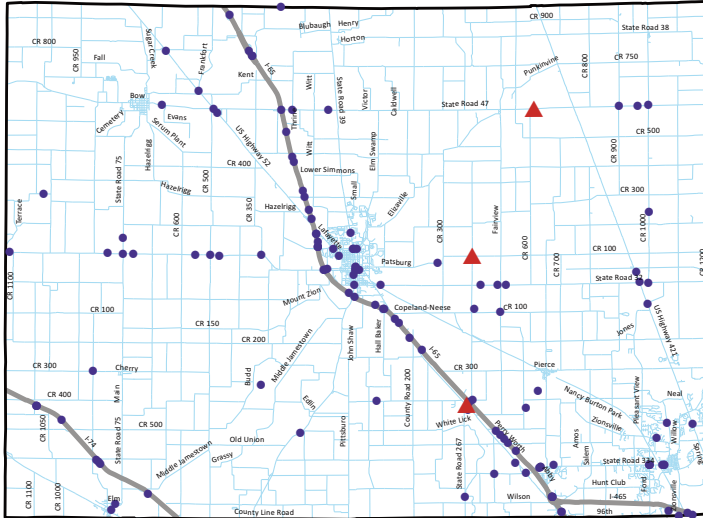 CR 900
Blubaugh
Henry
State Road 38
Horton
CR 800
CR 950
Fall
Sugar Creek
Frankfort
Kent
I-65
Punkinvine
CR 800
CR 750
Witt
State Road 39
Victor
Caldwell
Bow
State Road 47
Evans
Cemetery
Serum Plant
US Highway 52
Elm Swamp
Witt
CR 500
CR 900
Hazelrigg
State Road 75
CR 500
CR 400
Lower Simmons
Small
Hazelrigg
CR 300
Terrace
CR 600
CR 350
Hazelrigg
Elizaville
Lafayette
CR 300
Fairview
CR 600
CR 700
CR 1000
CR 100
Patsburg
CR 1100
State Road 32
Mount Zion
CR 100
Copeland-Neese
CR 100
CR 150
CR 200
John Shaw
Hall Baker
Jones
US Highway 421
I-65
Middle Jamestown
CR 300
Cherry
Budd
CR 300
Pierce
Main
County Road 200
Nancy Burton Park
Pleasant View
Neal
CR 400
Edlin
CR 1050
CR 500
White Lick
Perry Worth
Zionsville
Willow
I-74
State Road 75
Old Union
Pittsboro
Middle Jamestown
Grassy
State Road 267
Amos
Salem
State Road 334
CR 1100
CR 1000
Hunt Club
Ford
Elm
Wilson
I-465
County Line Road
96th